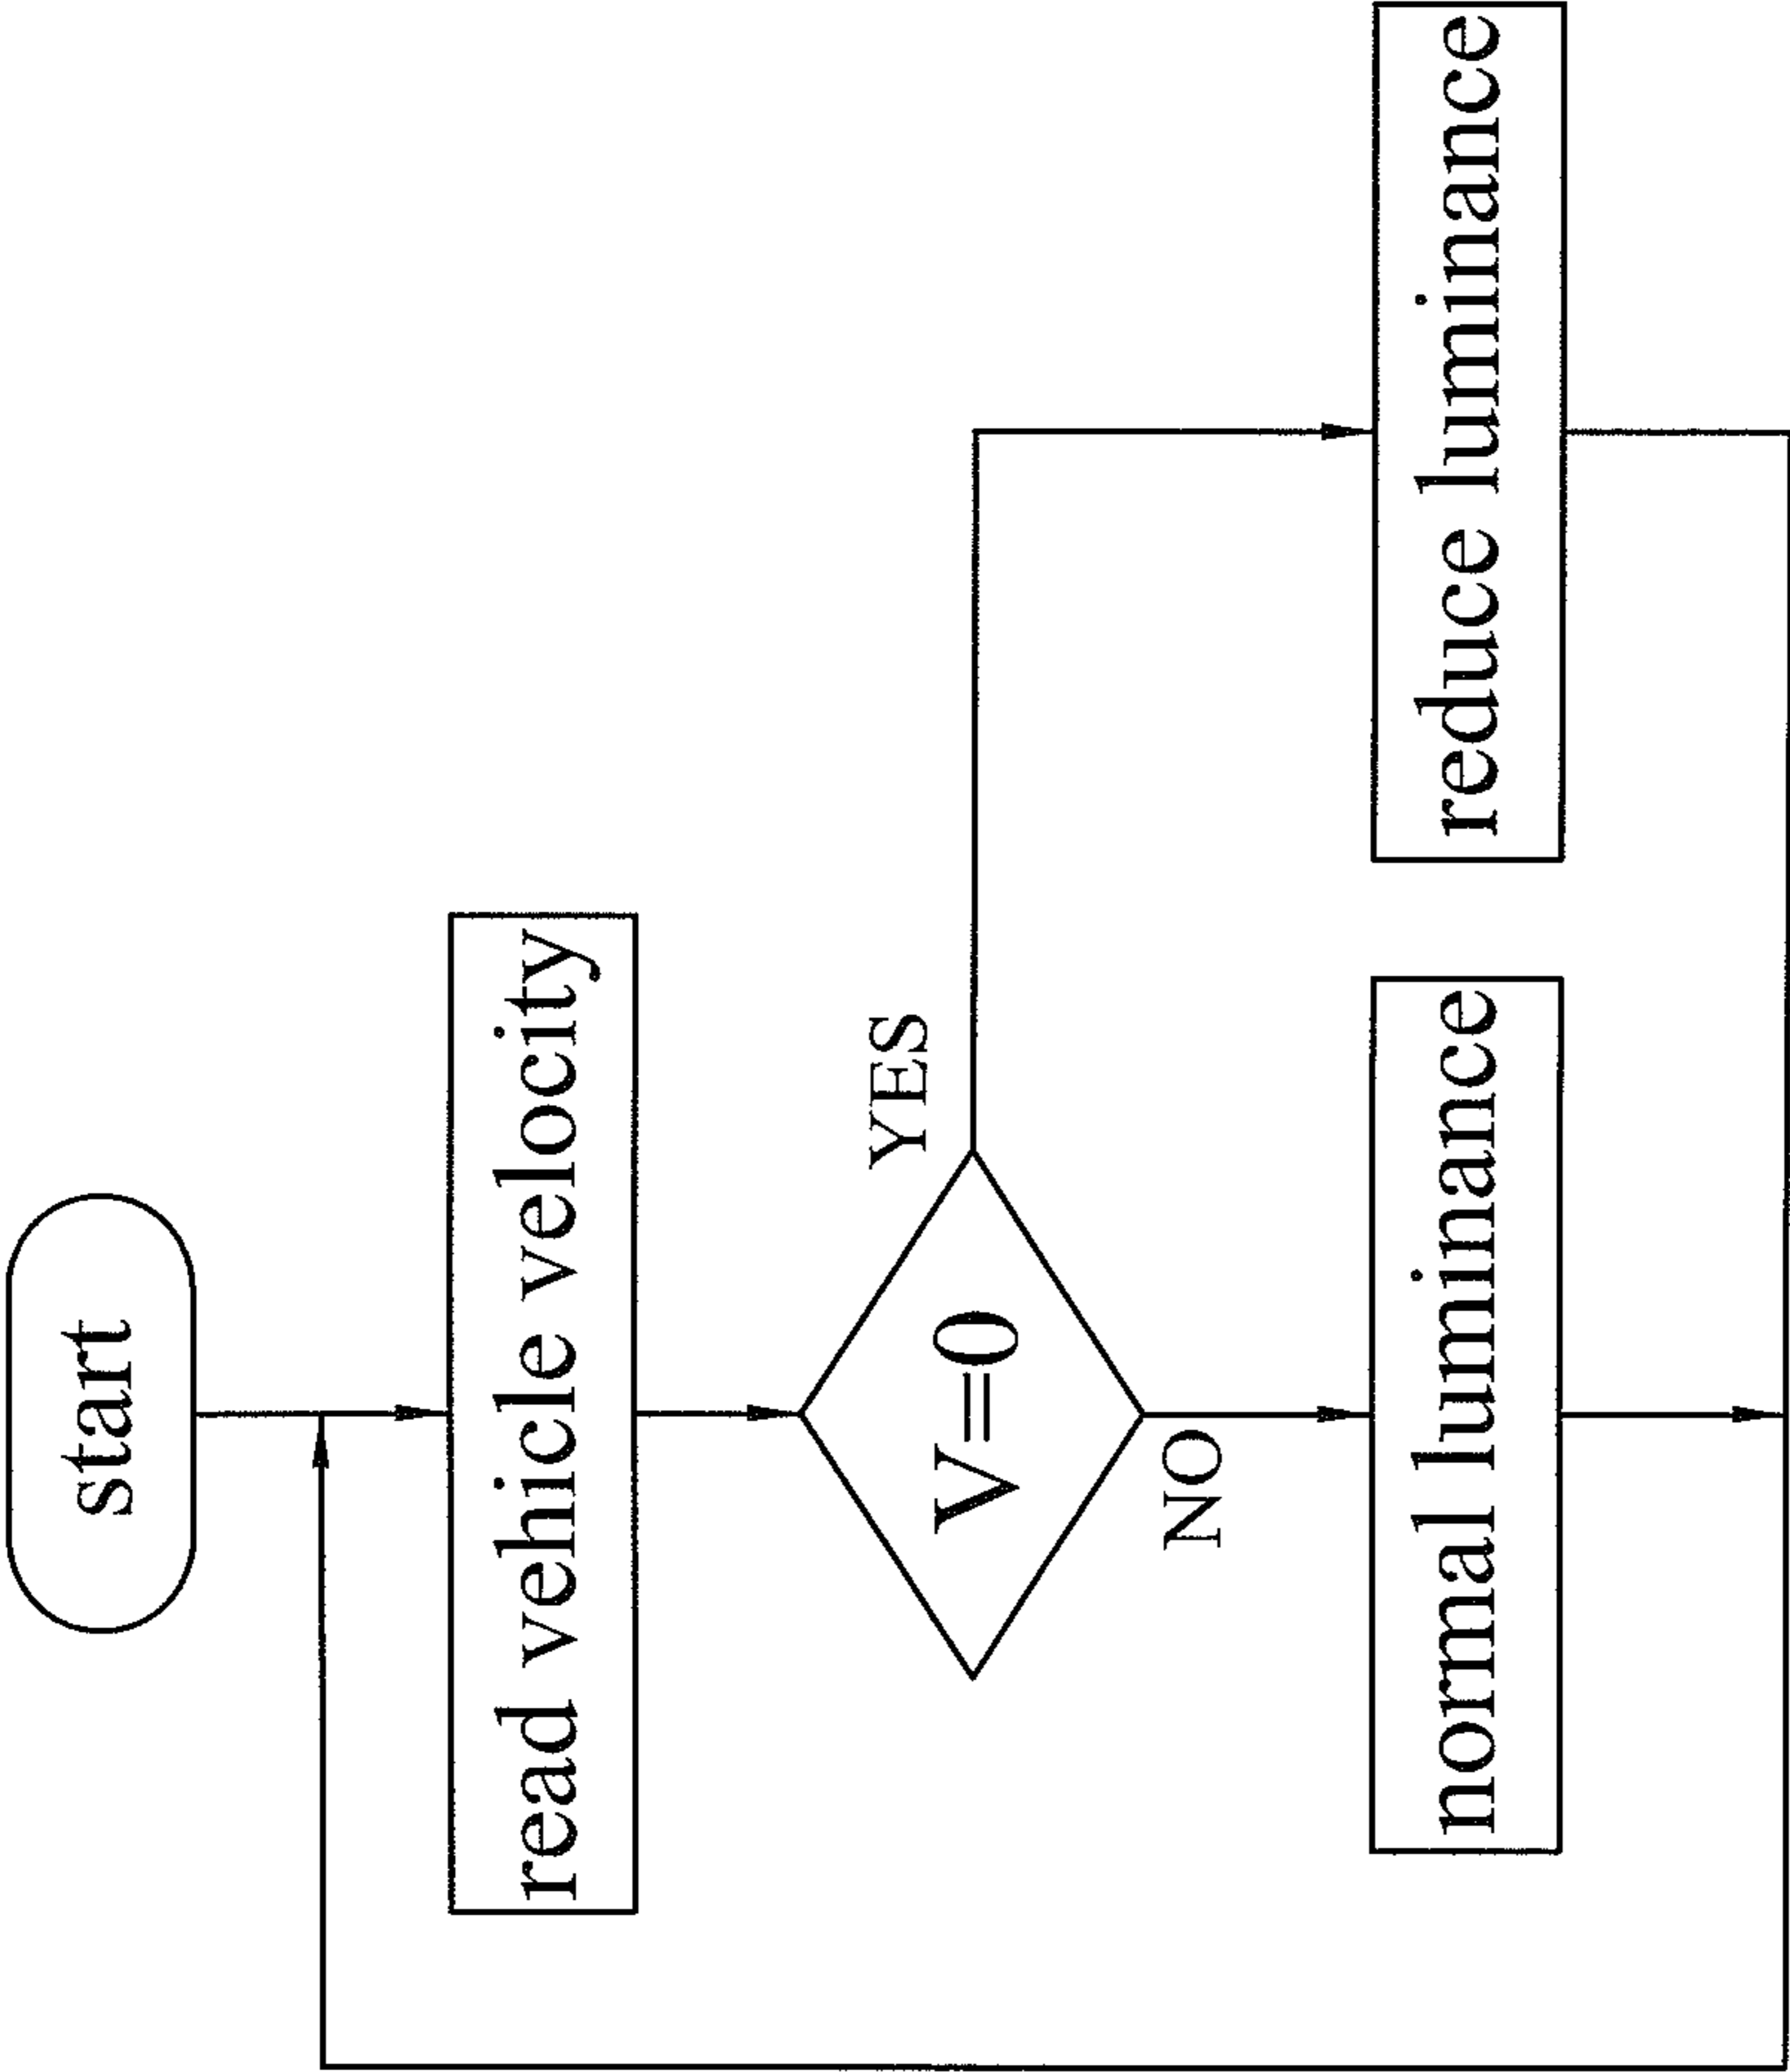 start
read vehicle velocity
V=0
YES
NO
normal luminance
reduce luminance